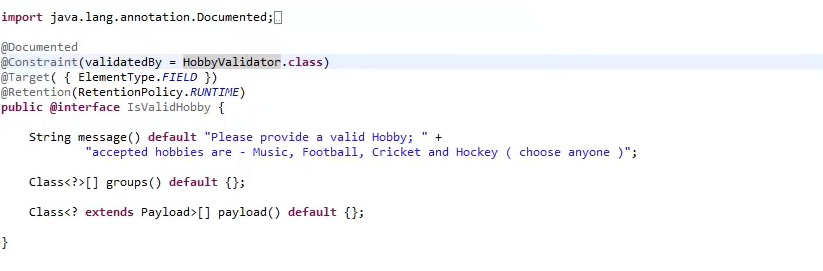 import java.lang.annotation.Documented;
@Documented
@Constraint(validatedBy = HobbyValidator.class)
@Target( { ElementType.FIELD })
@Retention(RetentionPolicy.RUNTIME)
public @interface IsValidHobby {
String message() default "Please provide a valid Hobby; " +
"accepted hobbies are - Music, Football, Cricket and Hockey ( choose anyone )";
Class<?>[] groups() default {};
Class<? extends Payload>[] payload() default {};
}